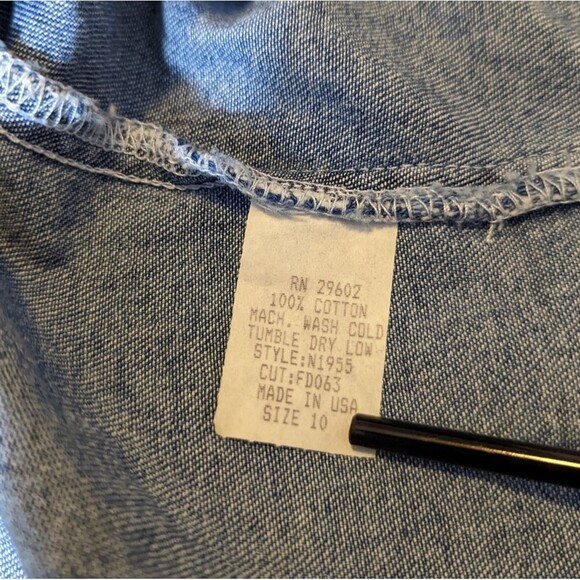 RN 29602
100% COTTON
MACH. WASH COLD
TUMBLE DRY LOW
STYLE:N1955
CUT:FD063
MADE IN USA
SIZE 10